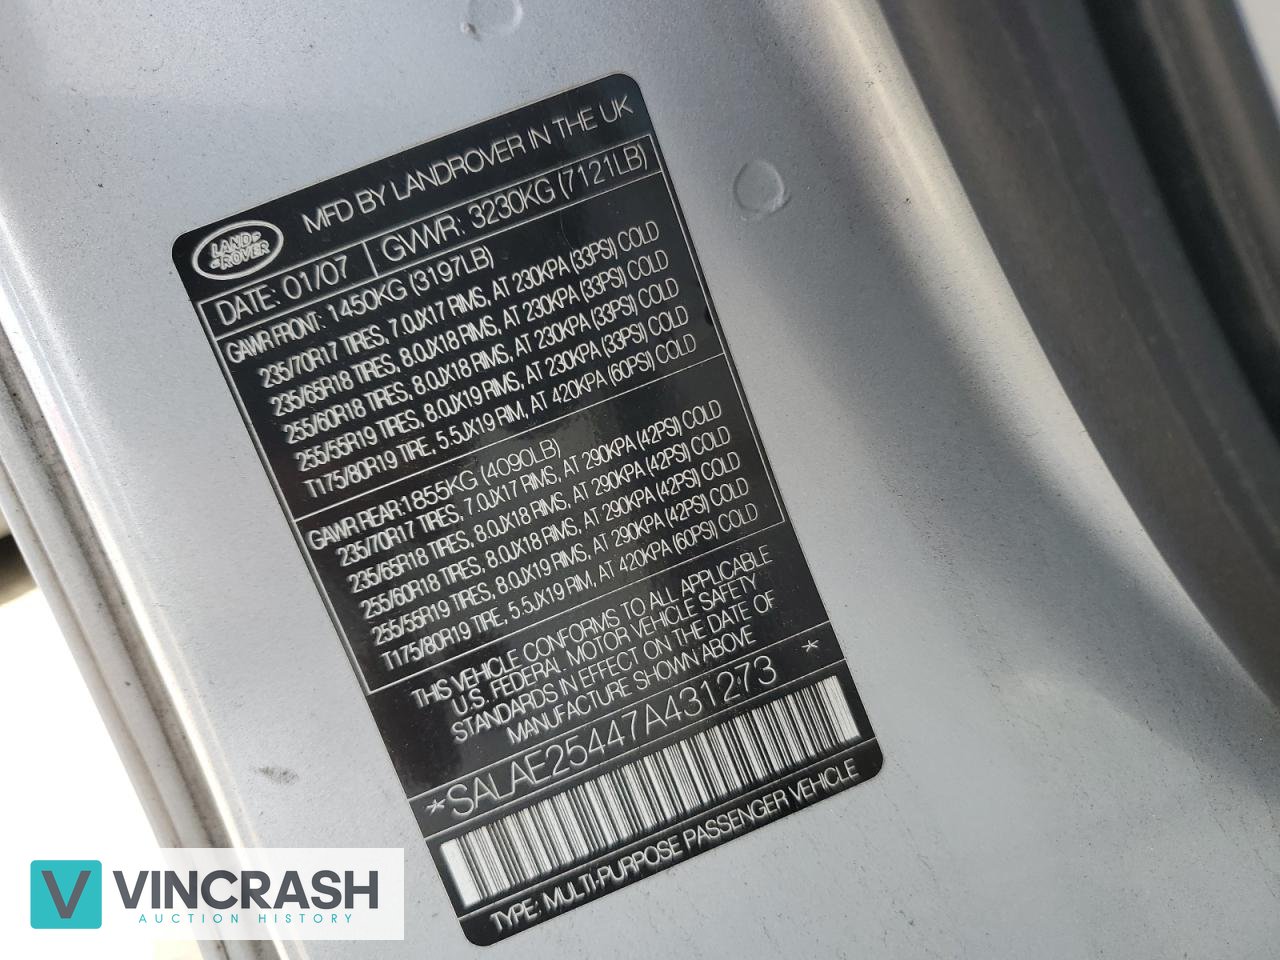 LAND
ROVER
MFD BY LANDROVER IN THE UK
DATE: 01/07 GVWR: 3230KG (7121LB)
GAWR FRONT: 1450KG (3197LB)
235/70R17 TIRES, 7.0JX17 RIMS, AT 230KPA (33PSI) COLD
235/65R18 TIRES, 8.0JX18 RIMS, AT 230KPA (33PSI) COLD
255/60R18 TIRES, 8.0JX18 RIMS, AT 230KPA (33PSI) COLD
255/55R19 TIRES, 8.0JX19 RIMS, AT 230KPA (33PSI) COLD
T175/80R19 TIRE, 5.5JX19 RIM, AT 420KPA (60PSI) COLD
GAWR REAR: 1855KG (4090LB)
235/70R17 TIRES, 7.0JX17 RIMS, AT 290KPA (42PSI) COLD
235/65R18 TIRES, 8.0JX18 RIMS, AT 290KPA (42PSI) COLD
255/60R18 TIRES, 8.0JX18 RIMS, AT 290KPA (42PSI) COLD
255/55R19 TIRES, 8.0JX19 RIMS, AT 290KPA (42PSI) COLD
T175/80R19 TIRE, 5.5JX19 RIM, AT 420KPA (60PSI) COLD
THIS VEHICLE CONFORMS TO ALL APPLICABLE
U.S. FEDERAL MOTOR VEHICLE SAFETY
STANDARDS IN EFFECT ON THE DATE OF
MANUFACTURE SHOWN ABOVE
*SALAE25447A431273 *
TYPE: MULTI-PURPOSE PASSENGER VEHICLE
V VINCRASH
AUCTION HISTORY